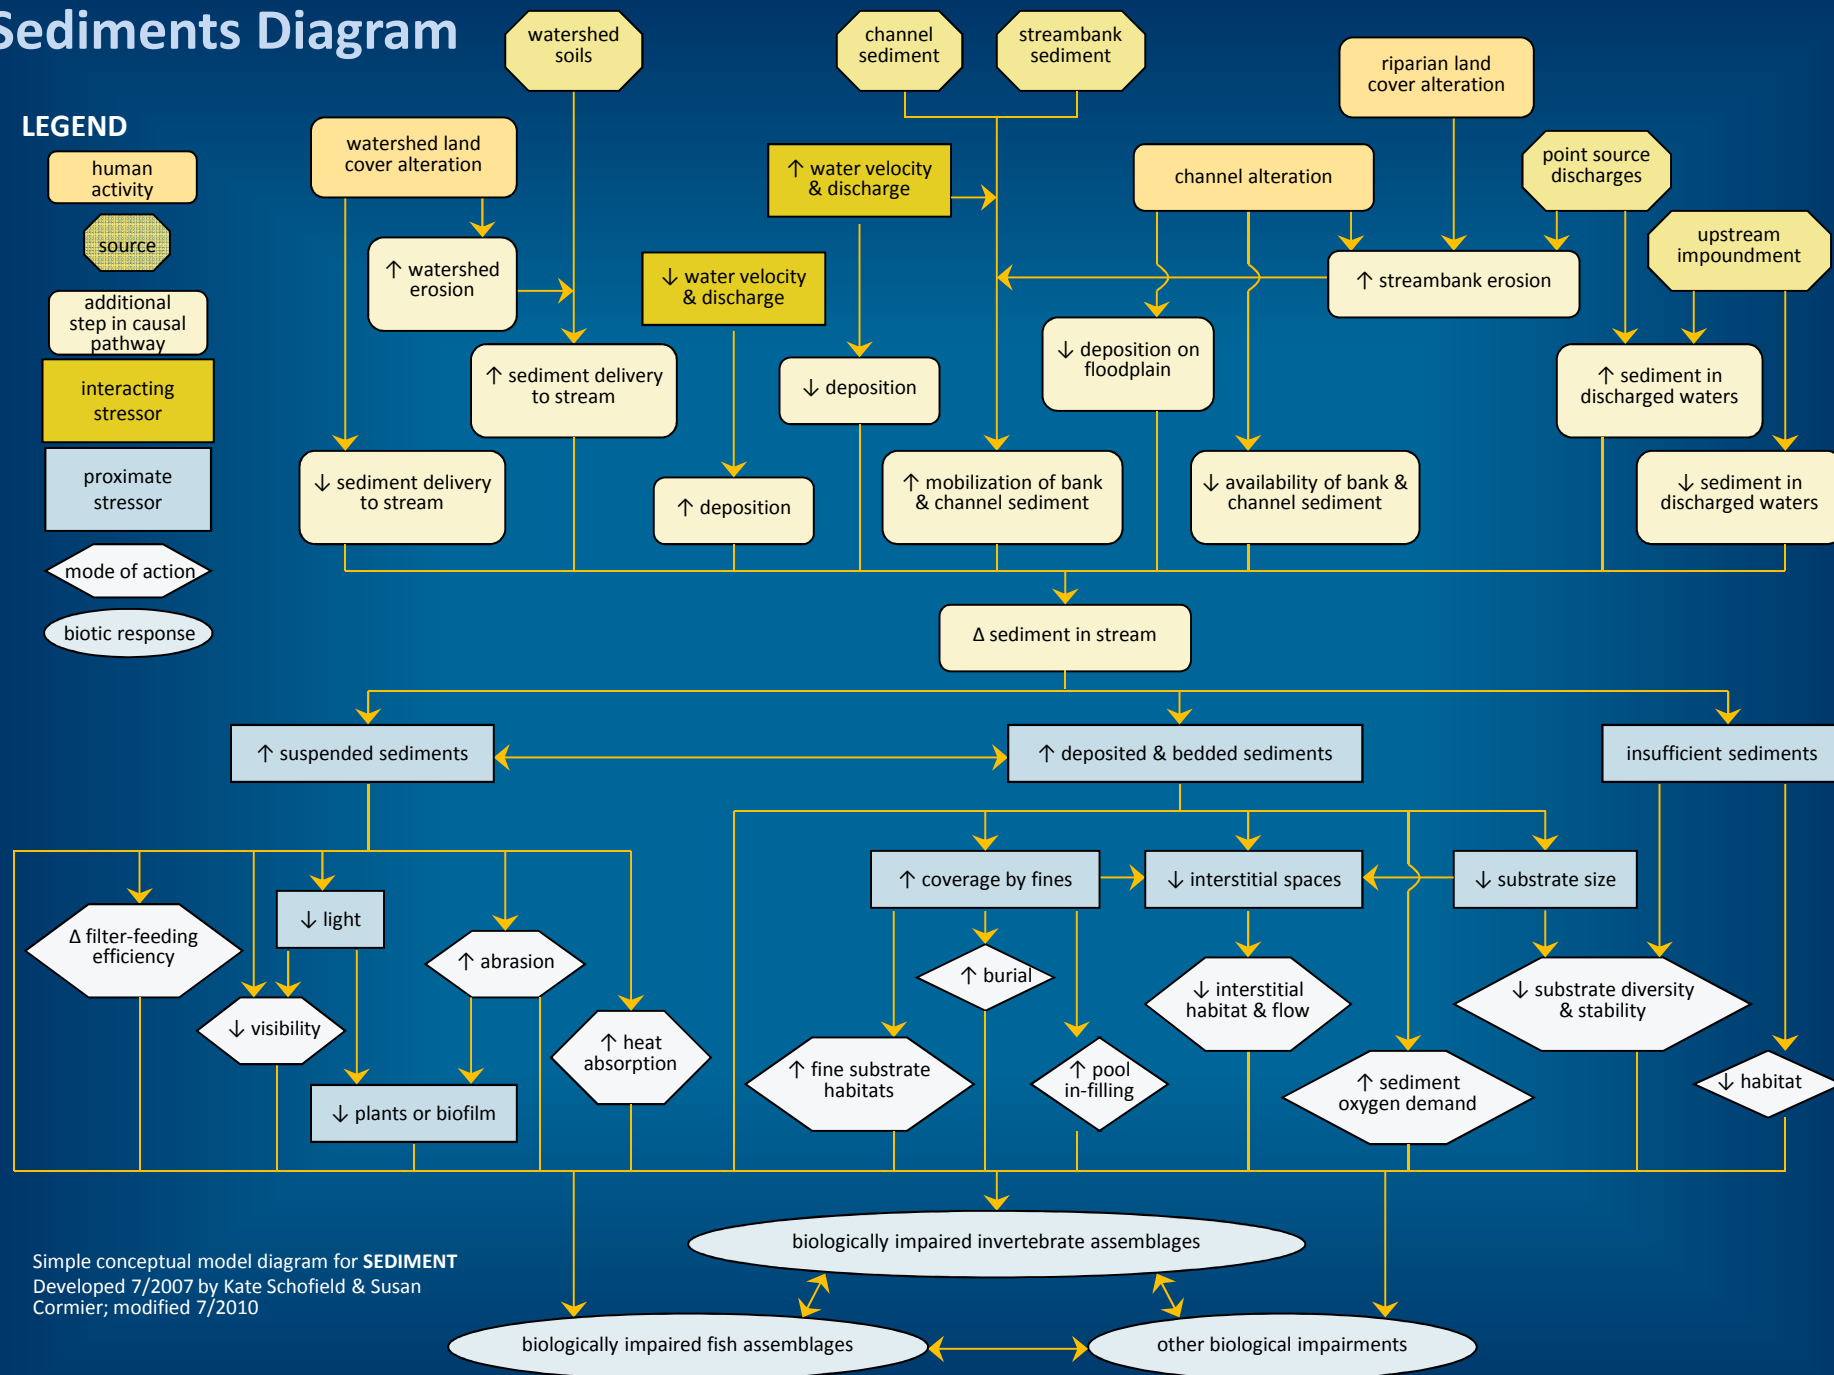 Sediments Diagram
watershed
soils
channel
sediment
streambank
sediment
riparian land
cover alteration
LEGEND
human
activity
source
additional
step in causal
pathway
interacting
stressor
proximate
stressor
mode of action
biotic response
watershed land
cover alteration
↑ water velocity
& discharge
channel alteration
point source
discharges
upstream
impoundment
↑ watershed
erosion
↓ water velocity
& discharge
↑ streambank erosion
↑ sediment delivery
to stream
↓ deposition
↓ deposition on
floodplain
↑ sediment in
discharged waters
↓ sediment delivery
to stream
↑ deposition
↑ mobilization of bank
& channel sediment
↓ availability of bank &
channel sediment
↓ sediment in
discharged waters
Δ sediment in stream
↑ suspended sediments
↑ deposited & bedded sediments
insufficient sediments
↑ coverage by fines
↓ interstitial spaces
↓ substrate size
Δ filter-feeding
efficiency
↓ light
↑ abrasion
↓ visibility
↑ heat
absorption
↓ plants or biofilm
↑ burial
↓ interstitial
habitat & flow
↓ substrate diversity
& stability
↑ fine substrate
habitats
↑ pool
in-filling
↑ sediment
oxygen demand
↓ habitat
biologically impaired invertebrate assemblages
biologically impaired fish assemblages
other biological impairments
Simple conceptual model diagram for SEDIMENT
Developed 7/2007 by Kate Schofield & Susan
Cormier; modified 7/2010